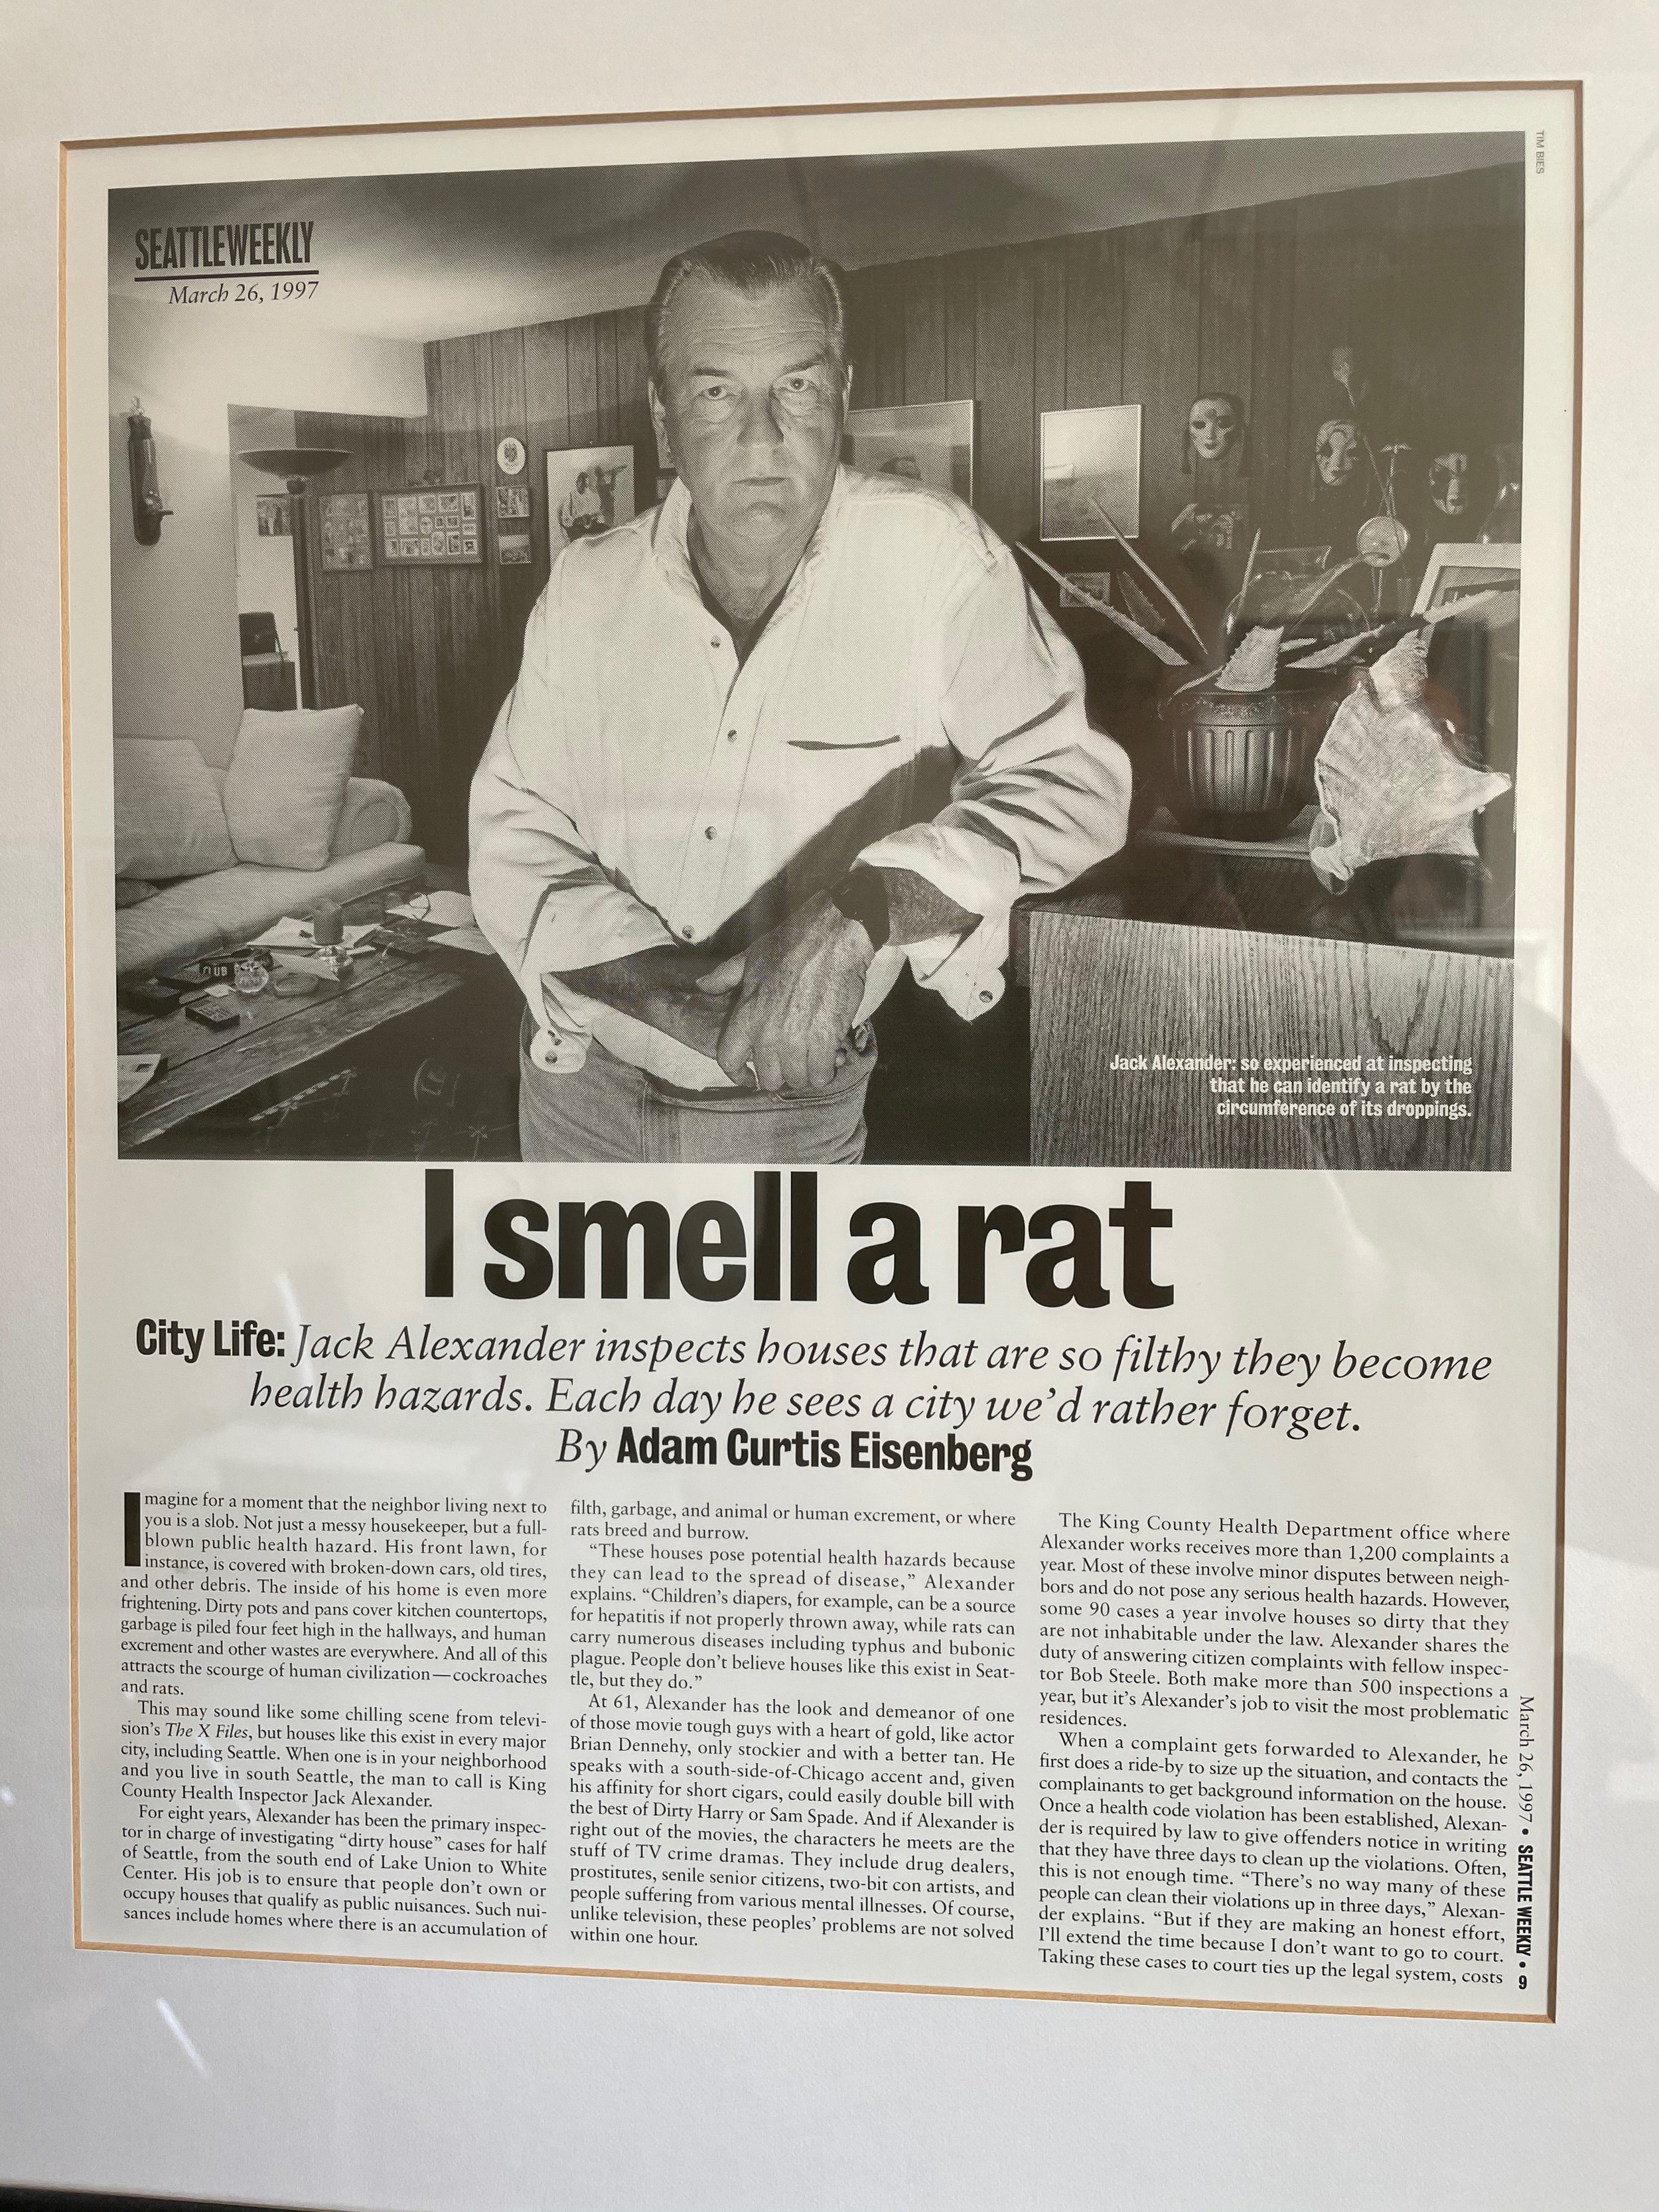 TIM BIES
SEATTLEWEEKLY
March 26, 1997
CLUB
Jack Alexander: so experienced at inspecting
that he can identify a rat by the
circumference of its droppings.
I smell a rat
City Life: Jack Alexander inspects houses that are so filthy they become
health hazards. Each day he sees a city we'd rather forget.
By Adam Curtis Eisenberg
Imagine for a moment that the neighbor living next to
you is a slob. Not just a messy housekeeper, but a full-
blown public health hazard. His front lawn, for
instance, is covered with broken-down cars, old tires,
and other debris. The inside of his home is even more
frightening. Dirty pots and pans cover kitchen countertops,
garbage is piled four feet high in the hallways, and human
excrement and other wastes are everywhere. And all of this
attracts the scourge of human civilization—cockroaches
and rats.
This may sound like some chilling scene from televi-
sion's The X Files, but houses like this exist in every major
city, including Seattle. When one is in your neighborhood
and you live in south Seattle, the man to call is King
County Health Inspector Jack Alexander.
For eight years, Alexander has been the primary inspec-
tor in charge of investigating "dirty house" cases for half
of Seattle, from the south end of Lake Union to White
Center. His job is to ensure that people don't own or
occupy houses that qualify as public nuisances. Such nui-
sances include homes where there is an accumulation of
filth, garbage, and animal or human excrement, or where
rats breed and burrow.
"These houses pose potential health hazards because
they can lead to the spread of disease," Alexander
explains. "Children's diapers, for example, can be a source
for hepatitis if not properly thrown away, while rats can
carry numerous diseases including typhus and bubonic
plague. People don't believe houses like this exist in Seat-
tle, but they do."
At 61, Alexander has the look and demeanor of one
of those movie tough guys with a heart of gold, like actor
Brian Dennehy, only stockier and with a better tan. He
speaks with a south-side-of-Chicago accent and, given
his affinity for short cigars, could easily double bill with
the best of Dirty Harry or Sam Spade. And if Alexander is
right out of the movies, the characters he meets are the
stuff of TV crime dramas. They include drug dealers,
prostitutes, senile senior citizens, two-bit con artists, and
people suffering from various mental illnesses. Of course,
unlike television, these peoples' problems are not solved
within one hour.
The King County Health Department office where
Alexander works receives more than 1,200 complaints a
year. Most of these involve minor disputes between neigh-
bors and do not pose any serious health hazards. However,
some 90 cases a year involve houses so dirty that they
are not inhabitable under the law. Alexander shares the
duty of answering citizen complaints with fellow inspec-
tor Bob Steele. Both make more than 500 inspections a
year, but it's Alexander's job to visit the most problematic
residences.
When a complaint gets forwarded to Alexander, he
first does a ride-by to size up the situation, and contacts the
complainants to get background information on the house.
Once a health code violation has been established, Alexan-
der is required by law to give offenders notice in writing
that they have three days to clean up the violations. Often,
this is not enough time. "There's no way many of these
people can clean their violations up in three days," Alexan-
der explains. "But if they are making an honest effort,
I'll extend the time because I don't want to go to court.
Taking these cases to court ties up the legal system, costs
March 26, 1997 • SEATTLE WEEKLY • 9